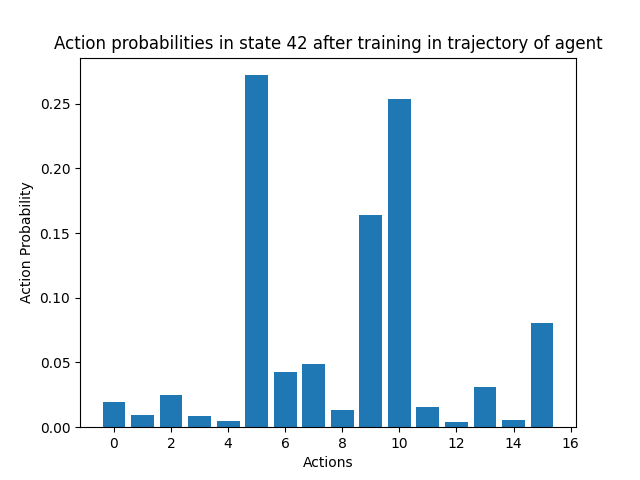 Action probabilities in state 42 after training in trajectory of agent
Action Probability
0.25
0.20
0.15
0.10
0.05
0.00
0 2 4 6 8 10 12 14 16
Actions